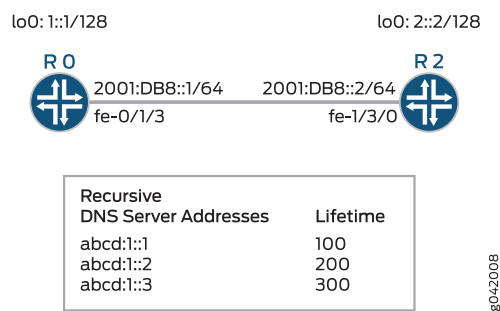 lo0: 1::1/128 lo0: 2::2/128
R 0 R 2
2001:DB8::1/64 2001:DB8::2/64
fe-0/1/3 fe-1/3/0
Recursive
DNS Server Addresses Lifetime
abcd:1::1 100
abcd:1::2 200
abcd:1::3 300
g042008